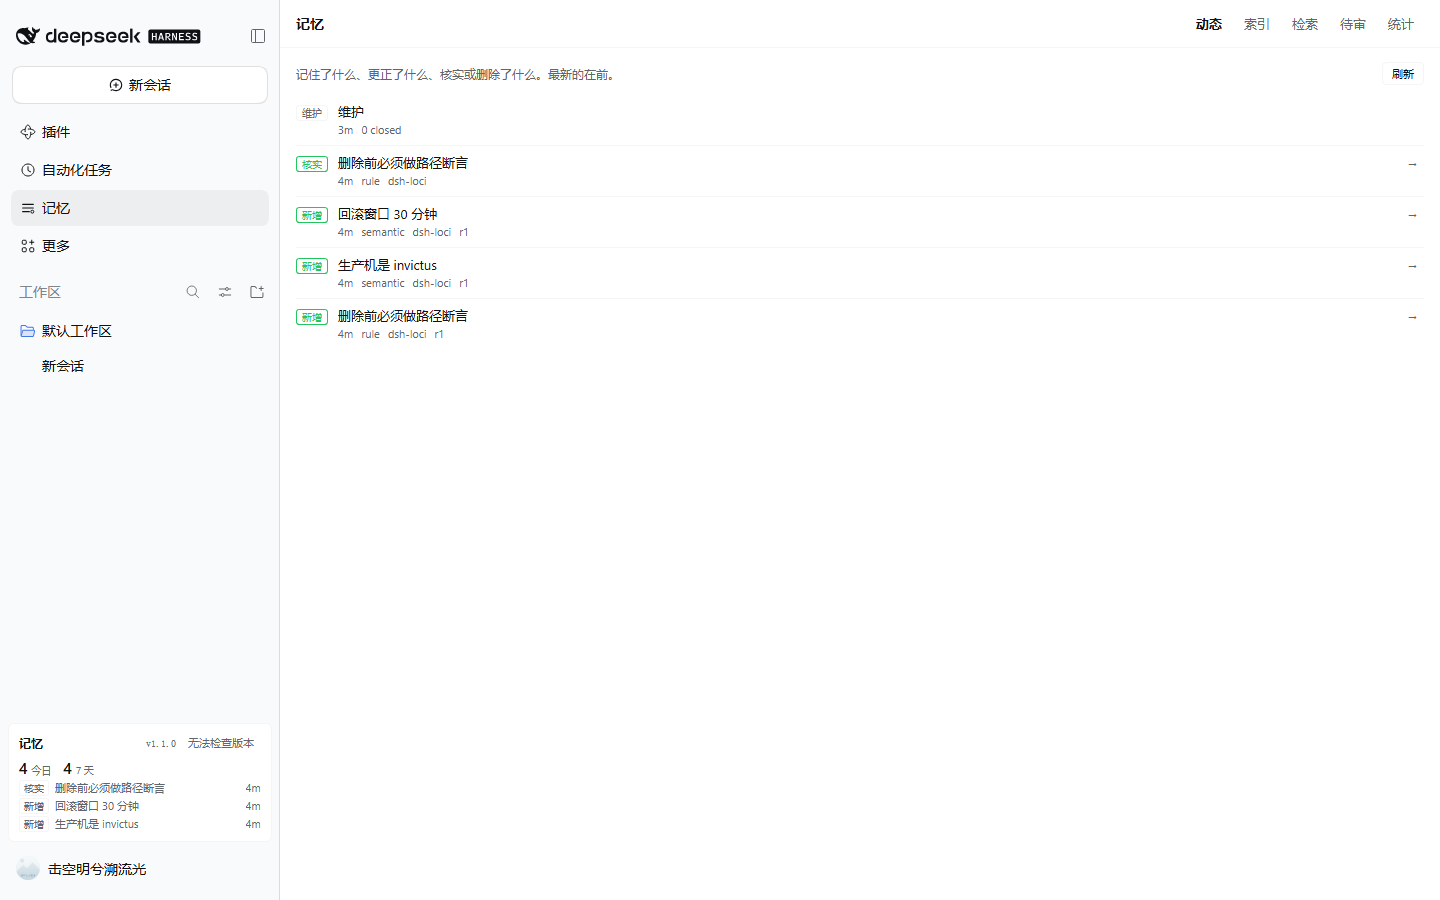 deepseek HARNESS
新会话
插件
自动化任务
记忆
更多
工作区
默认工作区
新会话
记忆 v1.1.0 无法检查版本
4 今日 4 7 天
核实 删除前必须做路径断言 4m
新增 回滚窗口 30 分钟 4m
新增 生产机是 invictus 4m
击空明兮溯流光
记忆 动态 索引 检索 待审 统计
记住了什么、更正了什么、核实或删除了什么。最新的在前。 刷新
维护 维护
3m 0 closed
核实 删除前必须做路径断言 →
4m rule dsh-loci
新增 回滚窗口 30 分钟 →
4m semantic dsh-loci r1
新增 生产机是 invictus →
4m semantic dsh-loci r1
新增 删除前必须做路径断言 →
4m rule dsh-loci r1